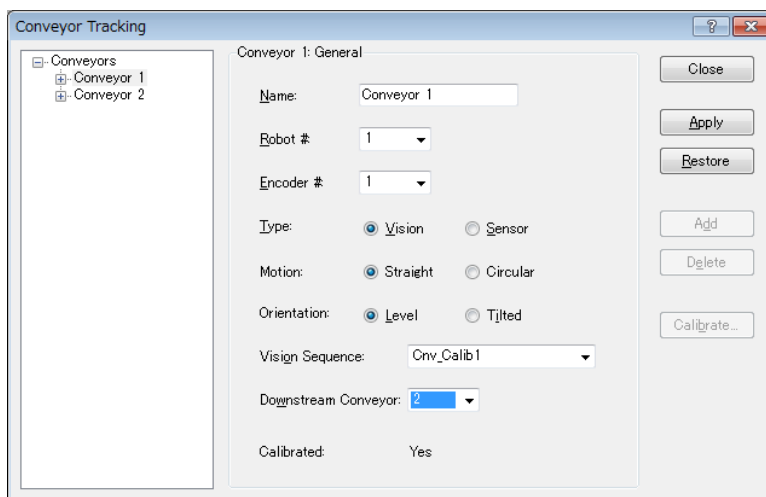 Conveyor Tracking
Conveyors
Conveyor 1
Conveyor 2
Conveyor 1: General
Name: Conveyor 1
Robot #: 1
Encoder #: 1
Type: Vision Sensor
Motion: Straight Circular
Orientation: Level Tilted
Vision Sequence: Cnv_Calib1
Downstream Conveyor: 2
Calibrated: Yes
?
Close
Apply
Restore
Add
Delete
Calibrate...